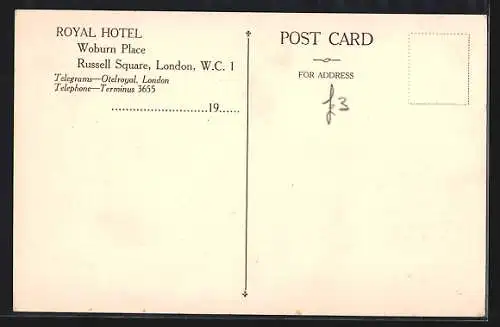 ROYAL HOTEL
Woburn Place
Russell Square, London, W.C. 1
Telegrams—Otelroyal, London
Telephone—Terminus 3655
...........................19......
POST CARD
FOR ADDRESS
£3